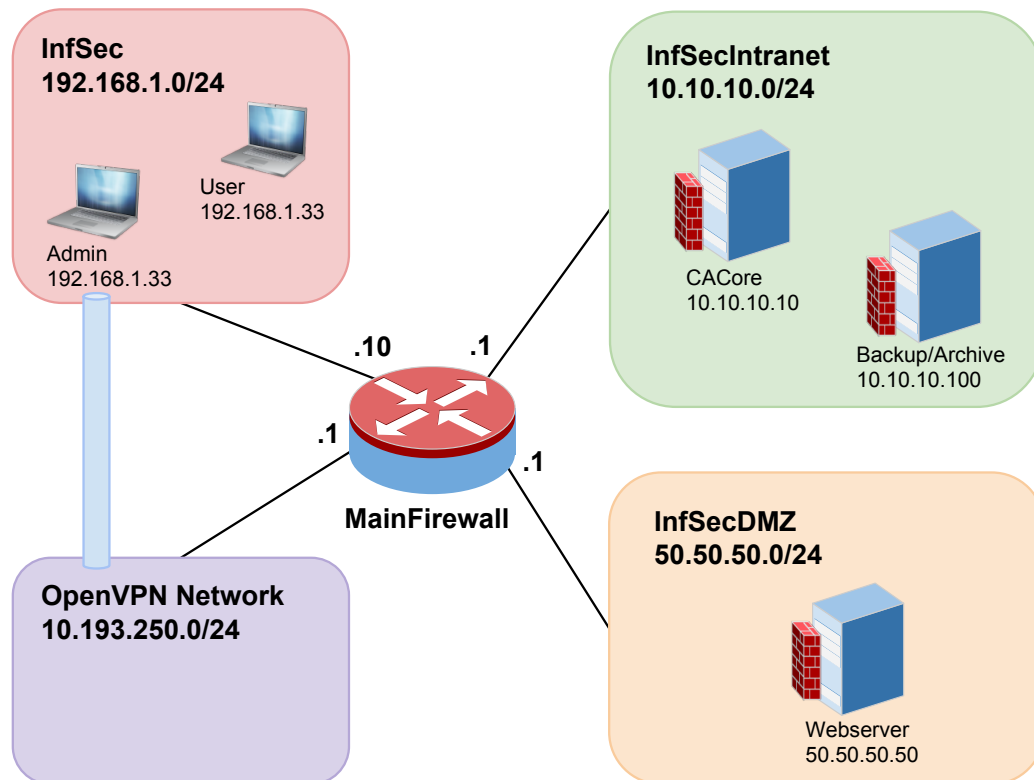 InfSec
192.168.1.0/24
User
192.168.1.33
Admin
192.168.1.33
InfSecIntranet
10.10.10.0/24
CACore
10.10.10.10
Backup/Archive
10.10.10.100
.10
.1
.1
.1
MainFirewall
OpenVPN Network
10.193.250.0/24
InfSecDMZ
50.50.50.0/24
Webserver
50.50.50.50